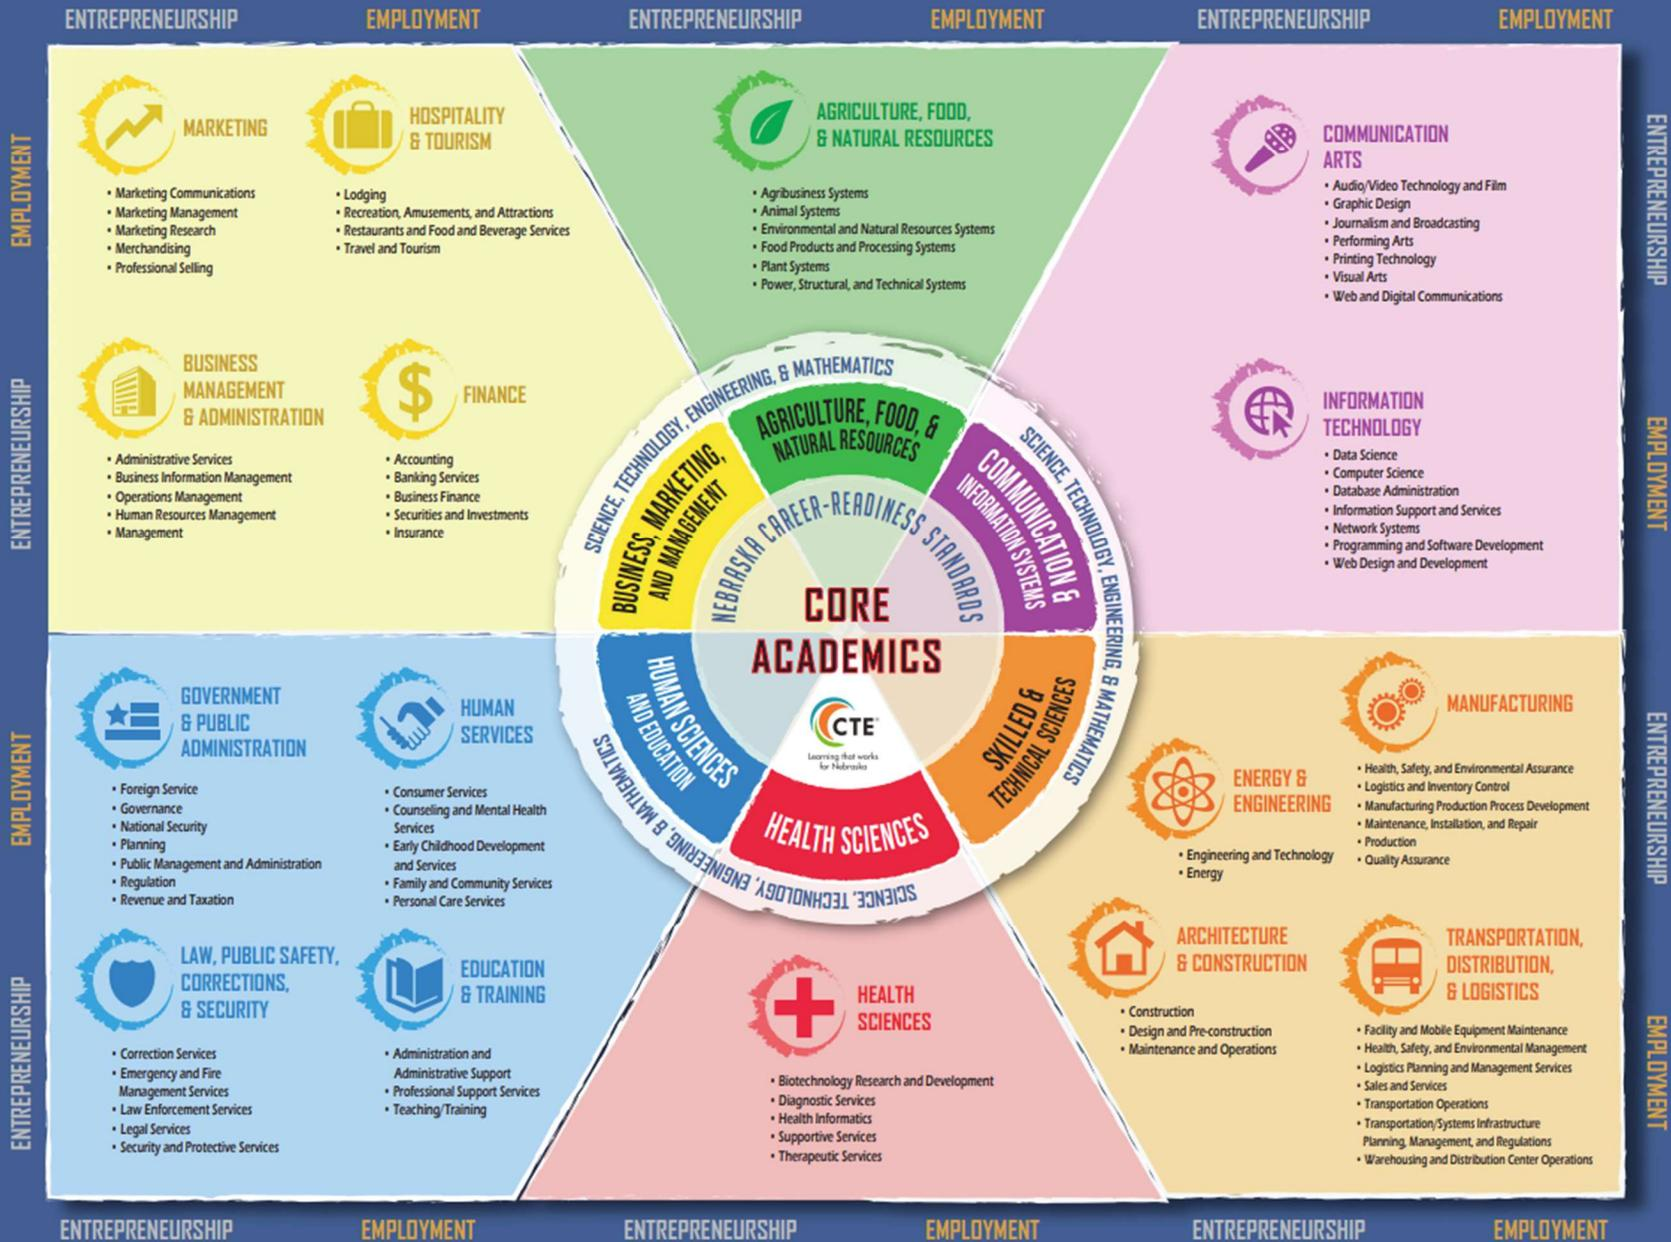 ENTREPRENEURSHIP EMPLOYMENT ENTREPRENEURSHIP EMPLOYMENT ENTREPRENEURSHIP EMPLOYMENT
EMPLOYMENT
ENTREPRENEURSHIP
EMPLOYMENT
ENTREPRENEURSHIP
MARKETING
• Marketing Communications
• Marketing Management
• Marketing Research
• Merchandising
• Professional Selling
HOSPITALITY
& TOURISM
• Lodging
• Recreation, Amusements, and Attractions
• Restaurants and Food and Beverage Services
• Travel and Tourism
BUSINESS
MANAGEMENT
& ADMINISTRATION
• Administrative Services
• Business Information Management
• Operations Management
• Human Resources Management
• Management
FINANCE
• Accounting
• Banking Services
• Business Finance
• Securities and Investments
• Insurance
AGRICULTURE, FOOD,
& NATURAL RESOURCES
• Agribusiness Systems
• Animal Systems
• Environmental and Natural Resources Systems
• Food Products and Processing Systems
• Plant Systems
• Power, Structural, and Technical Systems
COMMUNICATION
ARTS
• Audio/Video Technology and Film
• Graphic Design
• Journalism and Broadcasting
• Performing Arts
• Printing Technology
• Visual Arts
• Web and Digital Communications
INFORMATION
TECHNOLOGY
• Data Science
• Computer Science
• Database Administration
• Information Support and Services
• Network Systems
• Programming and Software Development
• Web Design and Development
SCIENCE, TECHNOLOGY, ENGINEERING, & MATHEMATICS
SCIENCE, TECHNOLOGY, ENGINEERING, & MATHEMATICS
SCIENCE, TECHNOLOGY, ENGINEERING, & MATHEMATICS
AGRICULTURE, FOOD, &
NATURAL RESOURCES
COMMUNICATION &
INFORMATION SYSTEMS
SKILLED &
TECHNICAL SCIENCES
HEALTH SCIENCES
HUMAN SCIENCES
AND EDUCATION
BUSINESS, MARKETING,
AND MANAGEMENT
NEBRASKA CAREER-READINESS STANDARDS
CORE
ACADEMICS
CTE
Learning that works
for Nebraska
GOVERNMENT
& PUBLIC
ADMINISTRATION
• Foreign Service
• Governance
• National Security
• Planning
• Public Management and Administration
• Regulation
• Revenue and Taxation
HUMAN
SERVICES
• Consumer Services
• Counseling and Mental Health
Services
• Early Childhood Development
and Services
• Family and Community Services
• Personal Care Services
LAW, PUBLIC SAFETY,
CORRECTIONS,
& SECURITY
• Correction Services
• Emergency and Fire
Management Services
• Law Enforcement Services
• Legal Services
• Security and Protective Services
EDUCATION
& TRAINING
• Administration and
Administrative Support
• Professional Support Services
• Teaching/Training
HEALTH
SCIENCES
• Biotechnology Research and Development
• Diagnostic Services
• Health Informatics
• Supportive Services
• Therapeutic Services
ENERGY &
ENGINEERING
• Engineering and Technology
• Energy
MANUFACTURING
• Health, Safety, and Environmental Assurance
• Logistics and Inventory Control
• Manufacturing Production Process Development
• Maintenance, Installation, and Repair
• Production
• Quality Assurance
ARCHITECTURE
& CONSTRUCTION
• Construction
• Design and Pre-construction
• Maintenance and Operations
TRANSPORTATION,
DISTRIBUTION,
& LOGISTICS
• Facility and Mobile Equipment Maintenance
• Health, Safety, and Environmental Management
• Logistics Planning and Management Services
• Sales and Services
• Transportation Operations
• Transportation/Systems Infrastructure
Planning, Management, and Regulations
• Warehousing and Distribution Center Operations
ENTREPRENEURSHIP
EMPLOYMENT
ENTREPRENEURSHIP
EMPLOYMENT
ENTREPRENEURSHIP EMPLOYMENT ENTREPRENEURSHIP EMPLOYMENT ENTREPRENEURSHIP EMPLOYMENT